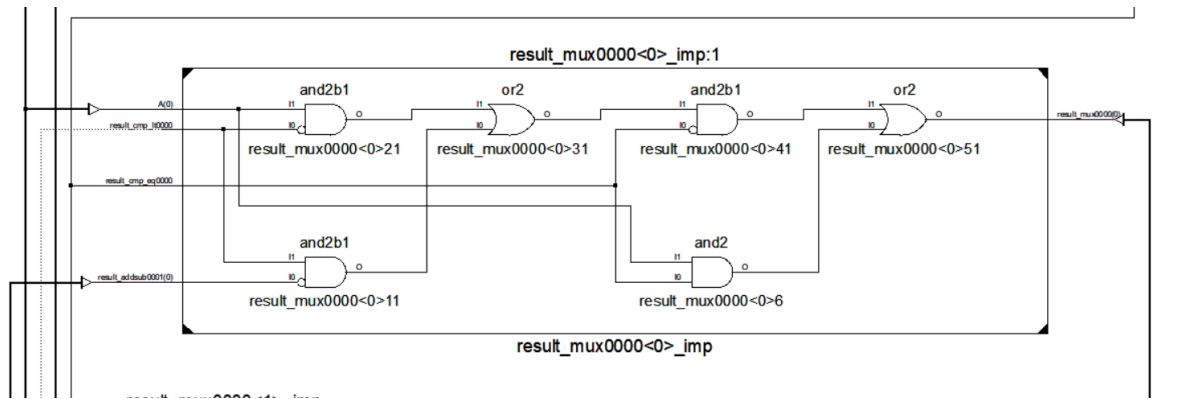 result_mux0000<0>_imp:1
and2b1
or2
and2b1
or2
A(0)
I1
O
I1
O
I1
O
I1
O
result_mux0000(0)
result_cmp_lt0000
I0
I0
I0
I0
result_mux0000<0>21
result_mux0000<0>31
result_mux0000<0>41
result_mux0000<0>51
result_cmp_eq0000
and2b1
and2
I1
O
I1
O
result_addsub0001(0)
I0
I0
result_mux0000<0>11
result_mux0000<0>6
result_mux0000<0>_imp